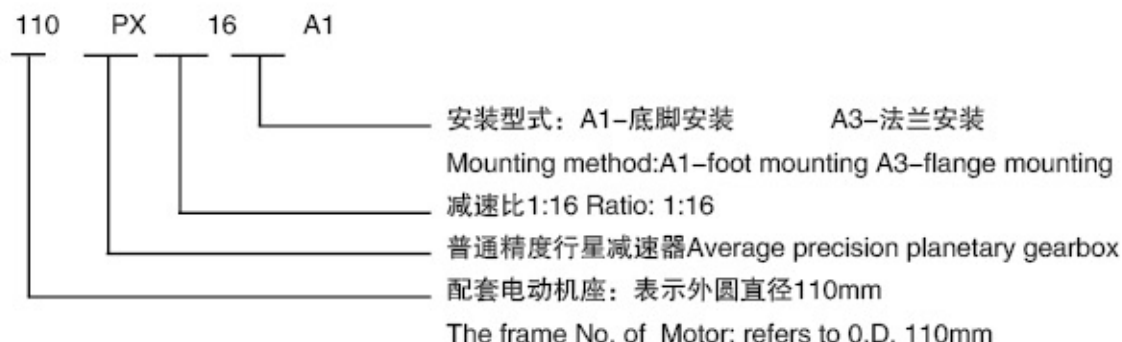 110 PX 16 A1
安装型式：A1-底脚安装 A3-法兰安装
Mounting method:A1-foot mounting A3-flange mounting
减速比1:16 Ratio: 1:16
普通精度行星减速器Average precision planetary gearbox
配套电动机座：表示外圆直径110mm
The frame No. of Motor: refers to 0.D. 110mm